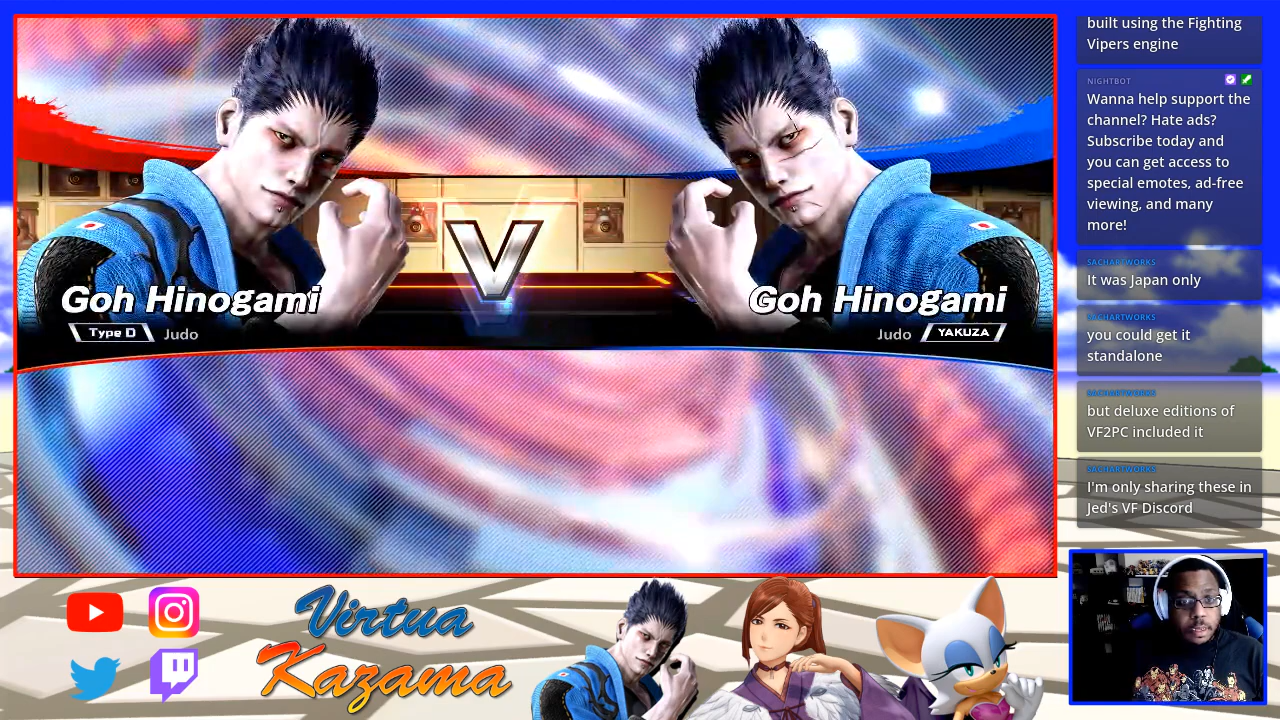 Goh Hinogami
Type D Judo
V
Goh Hinogami
Judo YAKUZA
built using the Fighting
Vipers engine
NIGHTBOT
Wanna help support the
channel? Hate ads?
Subscribe today and
you can get access to
special emotes, ad-free
viewing, and many
more!
SACHARTWORKS
It was Japan only
SACHARTWORKS
you could get it
standalone
SACHARTWORKS
but deluxe editions of
VF2PC included it
SACHARTWORKS
I'm only sharing these in
Jed's VF Discord
Virtua
Kazama